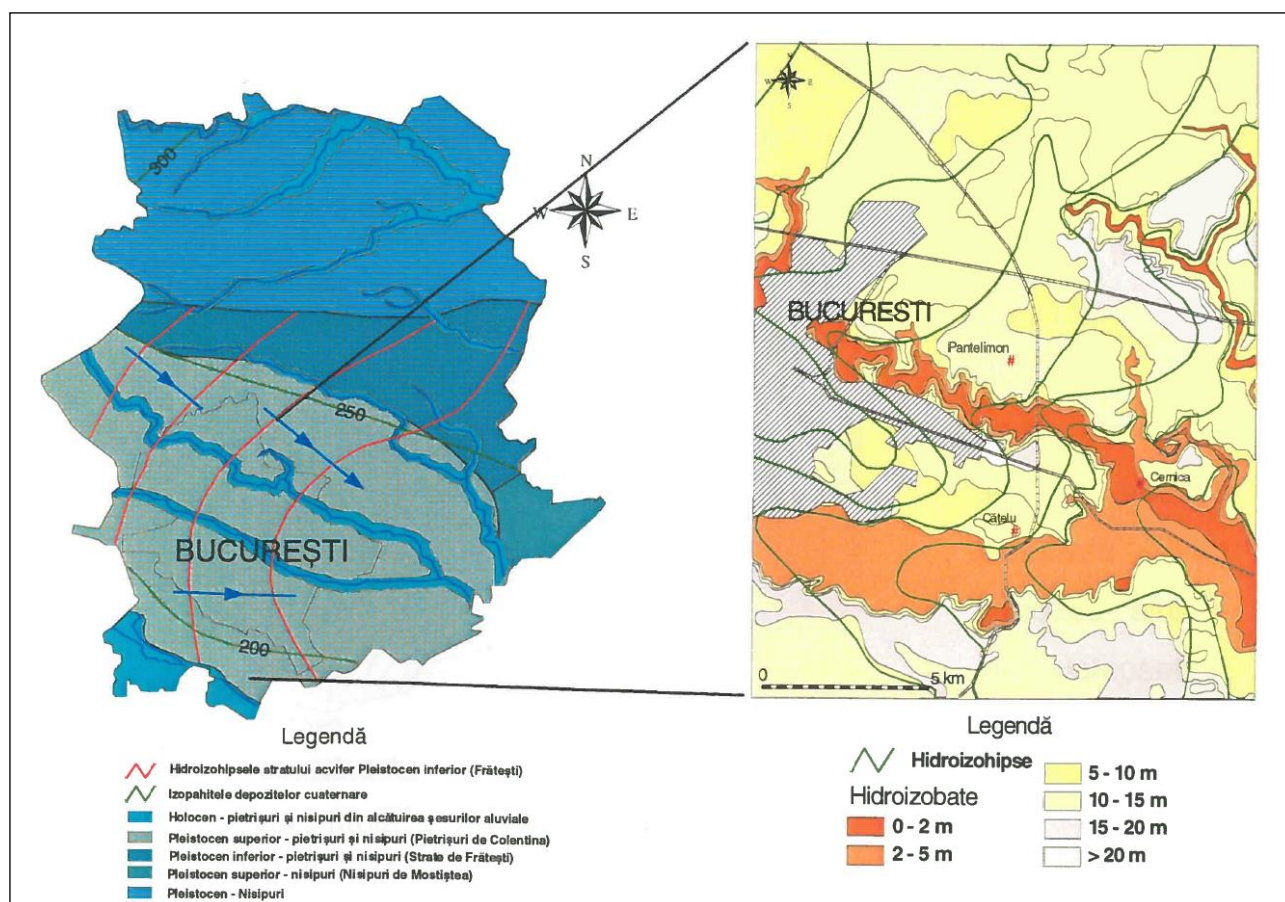 300
N
W
E
S
250
BUCUREȘTI
200
Legendă
Hidroizohipsele stratului acvifer Pleistocen inferior (Frătești)
Izopahitele depozitelor cuaternare
Holocen - pietrișuri și nisipuri din alcătuirea șesurilor aluviale
Pleistocen superior - pietrișuri și nisipuri (Pietrișuri de Colentina)
Pleistocen inferior - pietrișuri și nisipuri (Strate de Frătești)
Pleistocen superior - nisipuri (Nisipuri de Mostiștea)
Pleistocen - Nisipuri
N
W
E
S
BUCURESTI
Pantelimon
#
Cernica
#
Cățelu
#
0
5 km
Legendă
Hidroizohipse
Hidroizobate
0 - 2 m
2 - 5 m
5 - 10 m
10 - 15 m
15 - 20 m
> 20 m